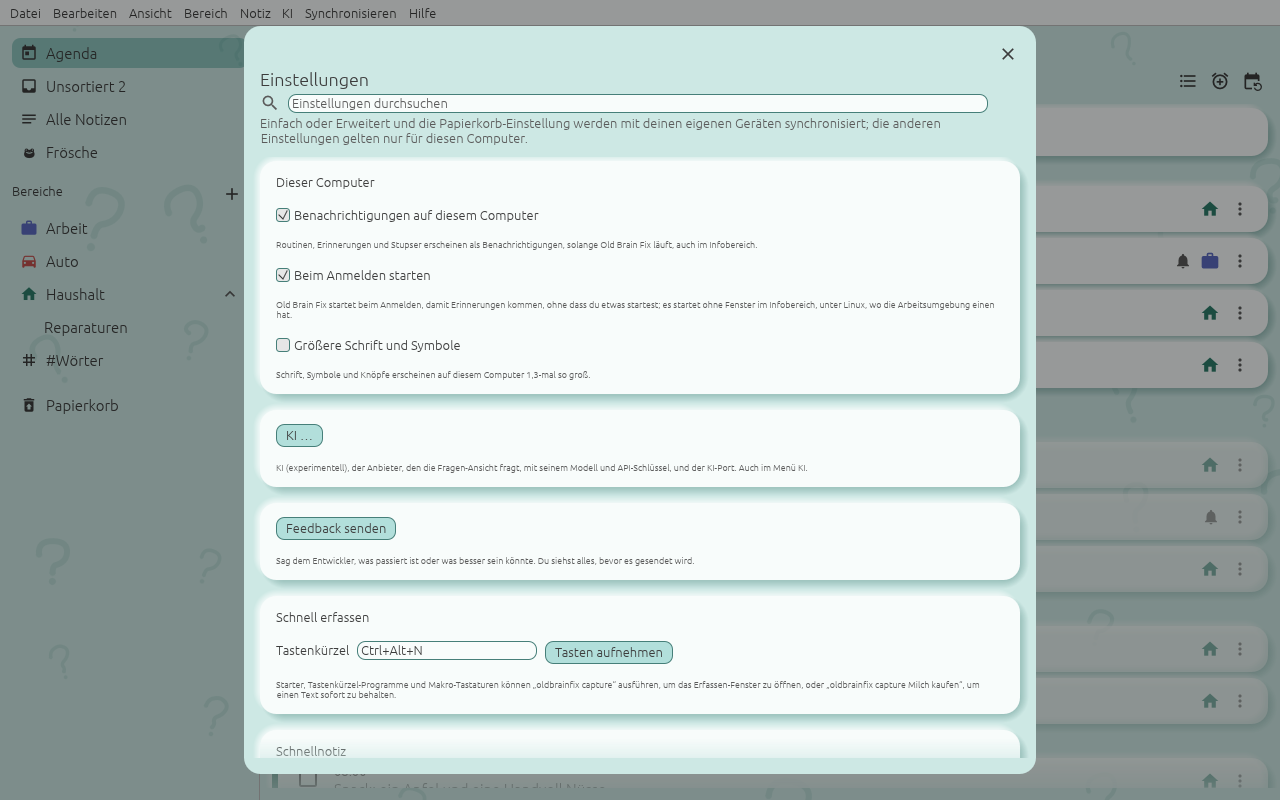 Datei Bearbeiten Ansicht Bereich Notiz KI Synchronisieren Hilfe
Agenda
Unsortiert 2
Alle Notizen
Frösche
Bereiche
Arbeit
Auto
Haushalt
Reparaturen
#Wörter
Papierkorb
Einstellungen
Einstellungen durchsuchen
Einfach oder Erweitert und die Papierkorb-Einstellung werden mit deinen eigenen Geräten synchronisiert; die anderen
Einstellungen gelten nur für diesen Computer.
Dieser Computer
Benachrichtigungen auf diesem Computer
Routinen, Erinnerungen und Stupser erscheinen als Benachrichtigungen, solange Old Brain Fix läuft, auch im Infobereich.
Beim Anmelden starten
Old Brain Fix startet beim Anmelden, damit Erinnerungen kommen, ohne dass du etwas startest; es startet ohne Fenster im Infobereich, unter Linux, wo die Arbeitsumgebung einen
hat.
Größere Schrift und Symbole
Schrift, Symbole und Knöpfe erscheinen auf diesem Computer 1,3-mal so groß.
KI …
KI (experimentell), der Anbieter, den die Fragen-Ansicht fragt, mit seinem Modell und API-Schlüssel, und der KI-Port. Auch im Menü KI.
Feedback senden
Sag dem Entwickler, was passiert ist oder was besser sein könnte. Du siehst alles, bevor es gesendet wird.
Schnell erfassen
Tastenkürzel Ctrl+Alt+N Tasten aufnehmen
Starter, Tastenkürzel-Programme und Makro-Tastaturen können „oldbrainfix capture“ ausführen, um das Erfassen-Fenster zu öffnen, oder „oldbrainfix capture Milch kaufen“, um
einen Text sofort zu behalten.
Schnellnotiz